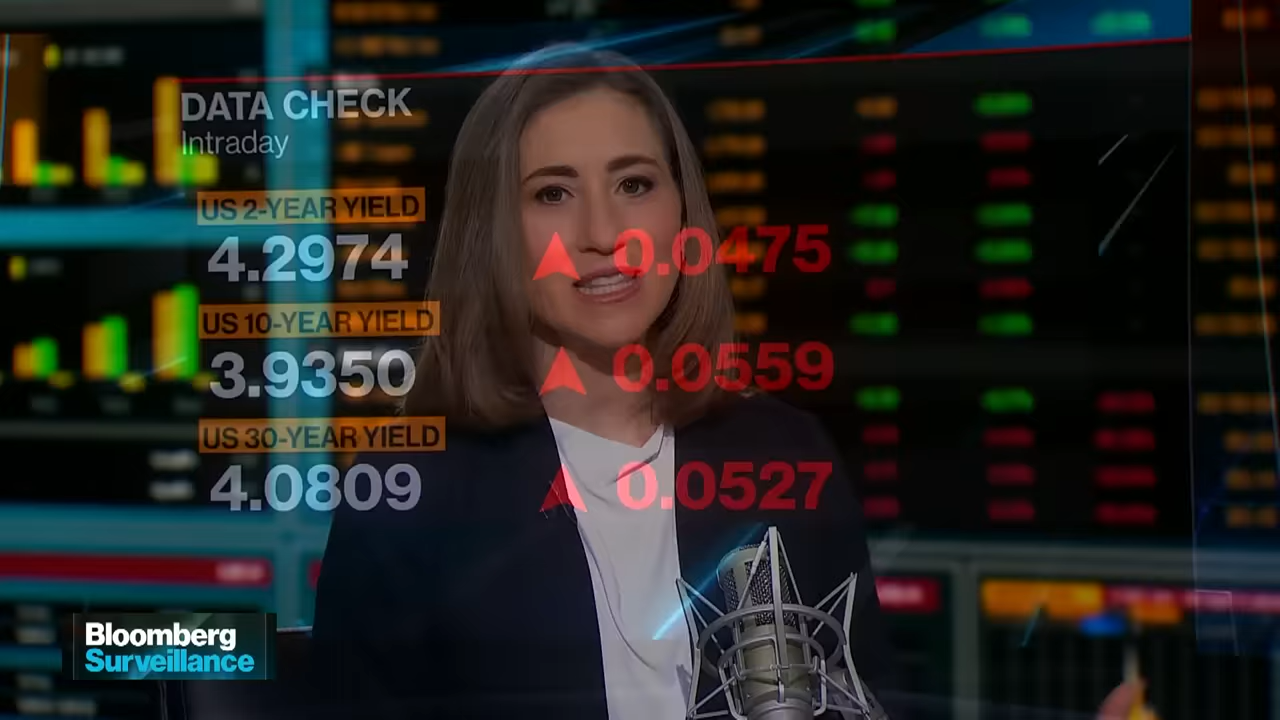 DATA CHECK
Intraday
US 2-YEAR YIELD
4.2974 ▲ 0.0475
US 10-YEAR YIELD
3.9350 ▲ 0.0559
US 30-YEAR YIELD
4.0809 ▲ 0.0527
Bloomberg
Surveillance